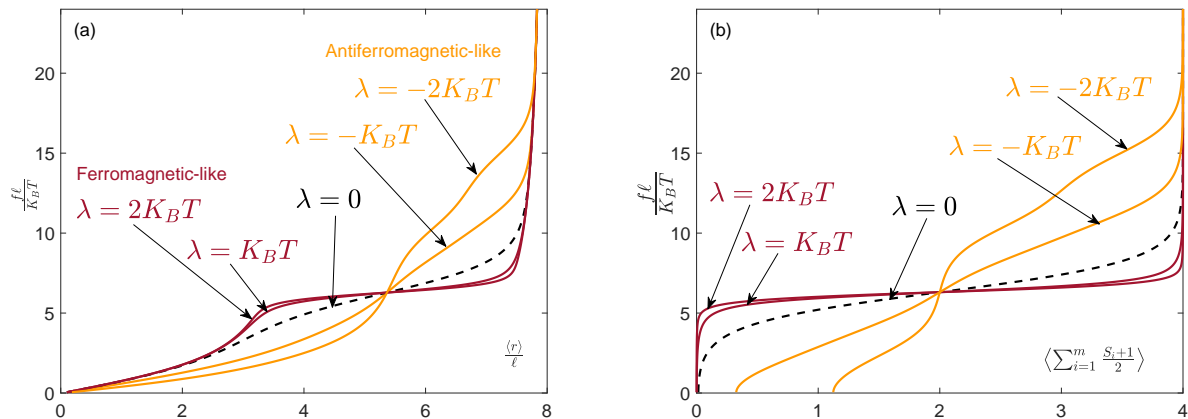 (a)
Antiferromagnetic-like
λ = −2K_BT
λ = −K_BT
Ferromagnetic-like
λ = 2K_BT
λ = 0
λ = K_BT
fℓ/K_BT
⟨r⟩/ℓ
0
5
10
15
20
0 2 4 6 8
(b)
λ = −2K_BT
λ = −K_BT
λ = 2K_BT
λ = 0
λ = K_BT
fℓ/K_BT
⟨∑_{i=1}^{m} (S_i+1)/2⟩
0
5
10
15
20
0 1 2 3 4